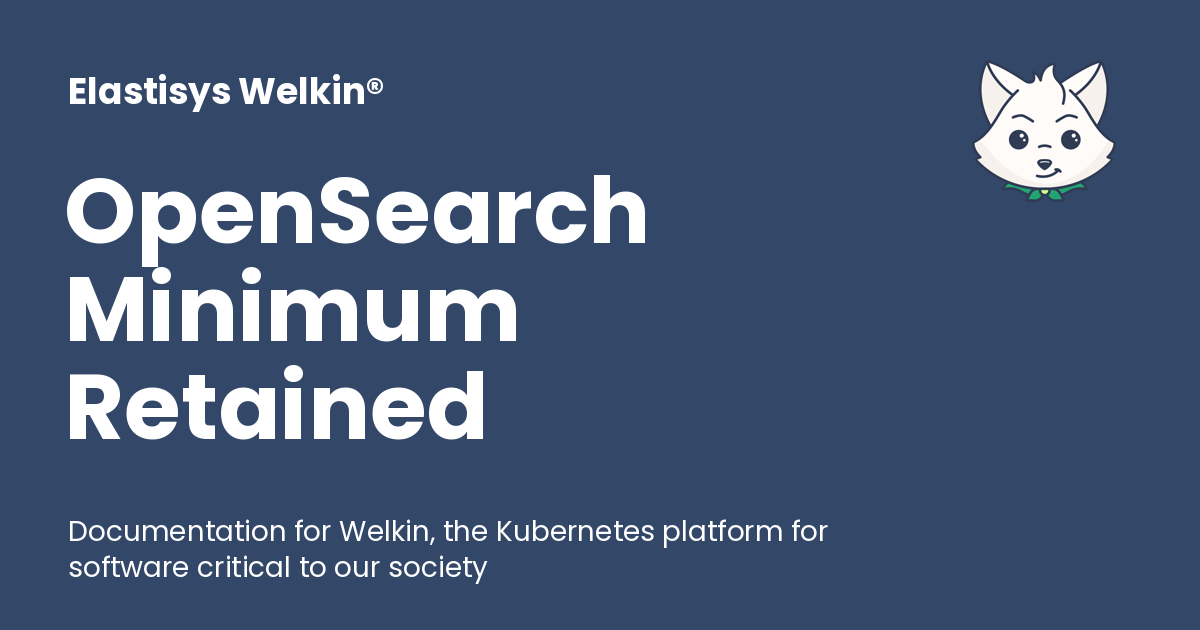 Elastisys Welkin®
OpenSearch
Minimum
Retained
Documentation for Welkin, the Kubernetes platform for
software critical to our society